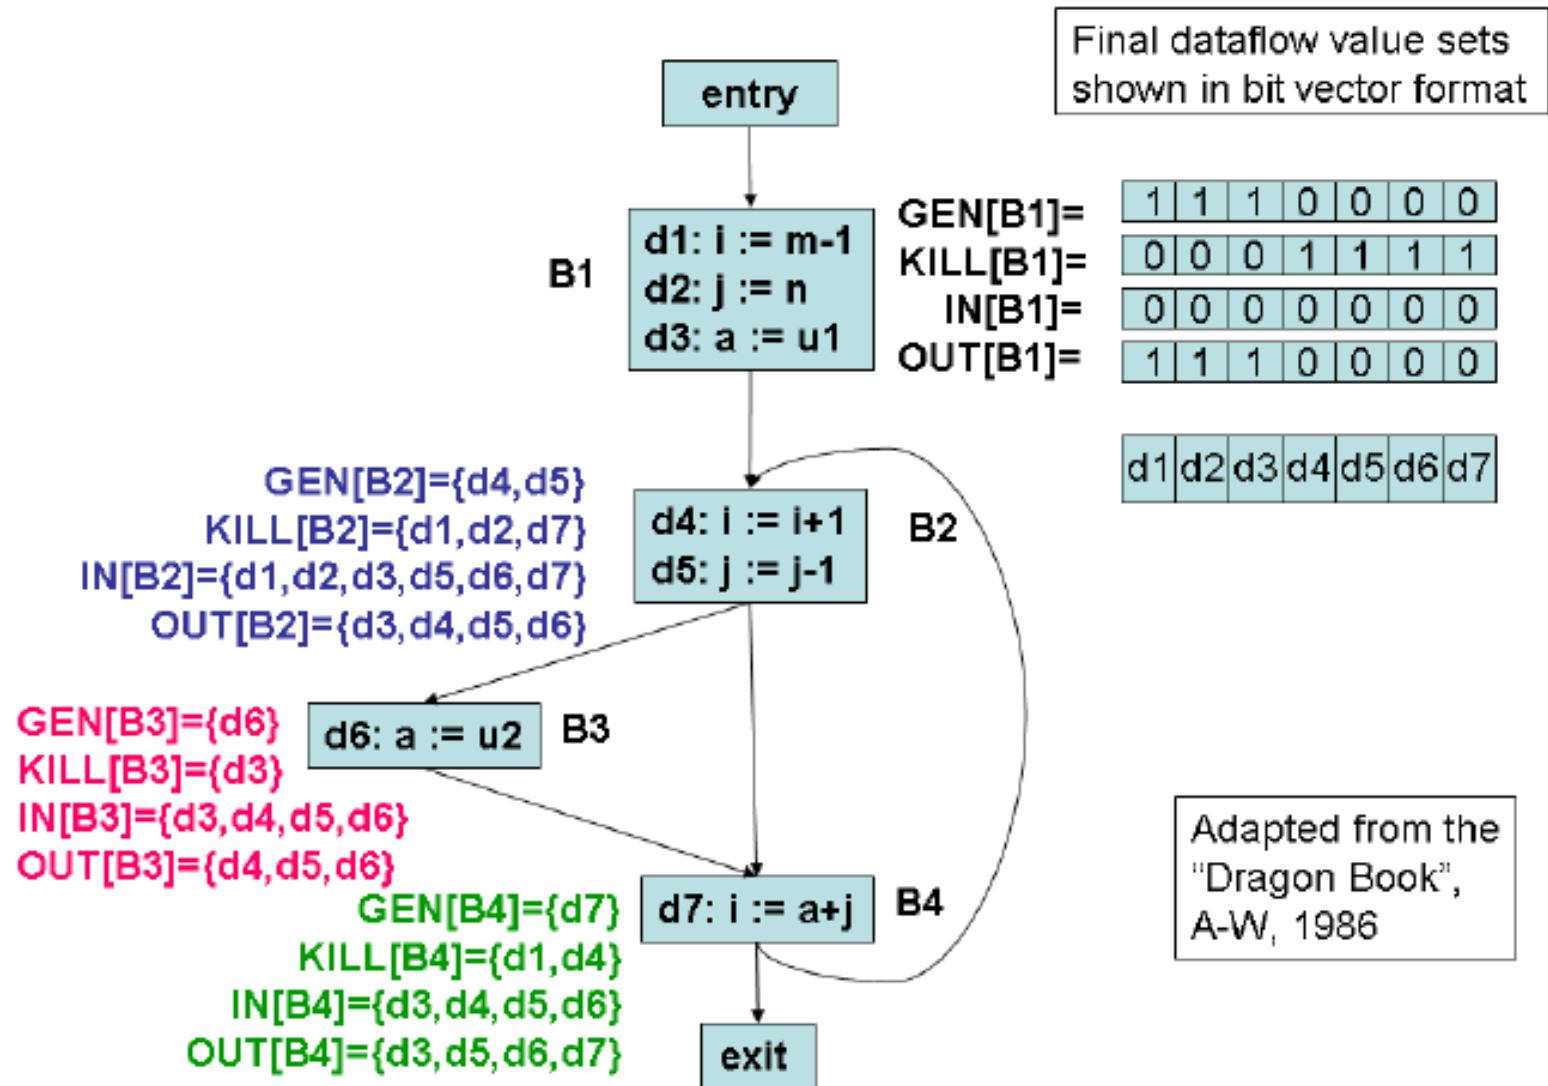 Final dataflow value sets
shown in bit vector format
entry
B1
d1: i := m-1
d2: j := n
d3: a := u1
GEN[B1]= 1 1 1 0 0 0 0
KILL[B1]= 0 0 0 1 1 1 1
IN[B1]= 0 0 0 0 0 0 0
OUT[B1]= 1 1 1 0 0 0 0
d1 d2 d3 d4 d5 d6 d7
GEN[B2]={d4,d5}
KILL[B2]={d1,d2,d7}
IN[B2]={d1,d2,d3,d5,d6,d7}
OUT[B2]={d3,d4,d5,d6}
d4: i := i+1
d5: j := j-1
B2
GEN[B3]={d6}
KILL[B3]={d3}
IN[B3]={d3,d4,d5,d6}
OUT[B3]={d4,d5,d6}
d6: a := u2
B3
GEN[B4]={d7}
KILL[B4]={d1,d4}
IN[B4]={d3,d4,d5,d6}
OUT[B4]={d3,d5,d6,d7}
d7: i := a+j
B4
exit
Adapted from the
“Dragon Book”,
A-W, 1986